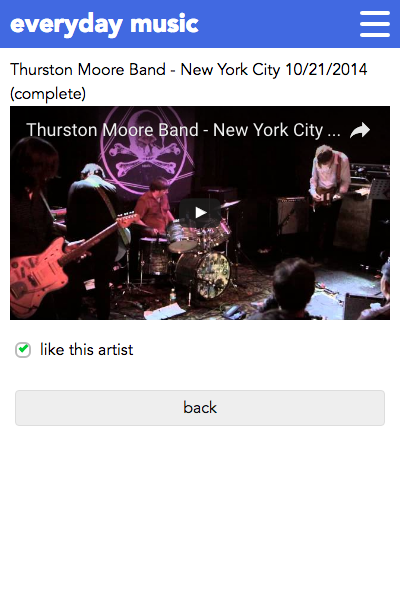 everyday music
Thurston Moore Band - New York City 10/21/2014
(complete)
Thurston Moore Band - New York City ...
like this artist
back